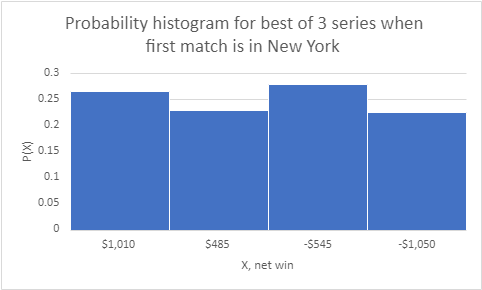 Probability histogram for best of 3 series when
first match is in New York
0.3
0.25
0.2
0.15
0.1
0.05
0
P(X)
$1,010 $485 -$545 -$1,050
X, net win